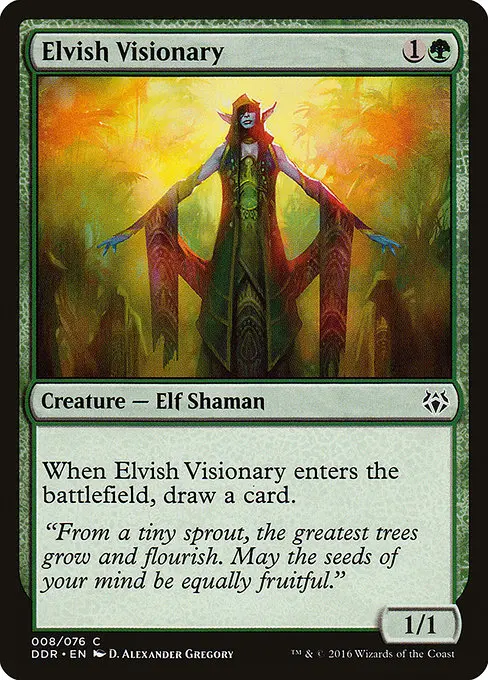 Elvish Visionary 1
Creature — Elf Shaman
When Elvish Visionary enters the
battlefield, draw a card.
“From a tiny sprout, the greatest trees
grow and flourish. May the seeds of
your mind be equally fruitful.”
1/1
008/076 C
DDR • EN D. Alexander Gregory ™ & © 2016 Wizards of the Coast